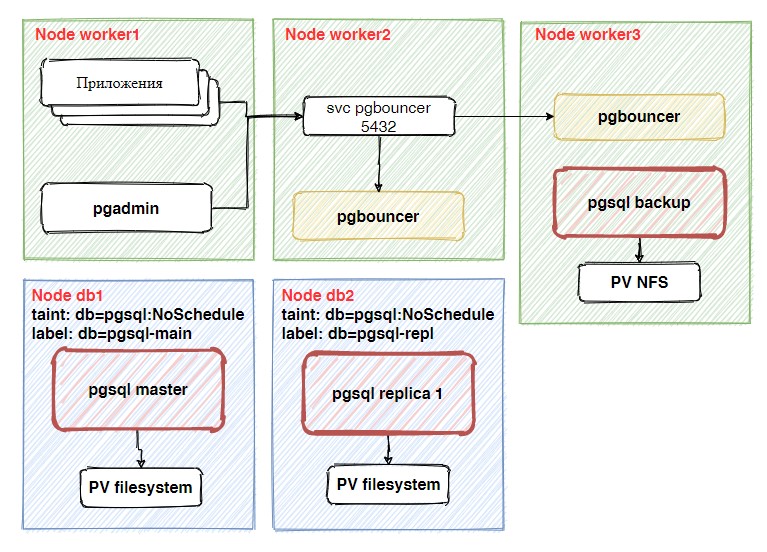 Node worker1
Приложения
pgadmin
Node worker2
svc pgbouncer
5432
pgbouncer
Node worker3
pgbouncer
pgsql backup
PV NFS
Node db1
taint: db=pgsql:NoSchedule
label: db=pgsql-main
pgsql master
PV filesystem
Node db2
taint: db=pgsql:NoSchedule
label: db=pgsql-repl
pgsql replica 1
PV filesystem